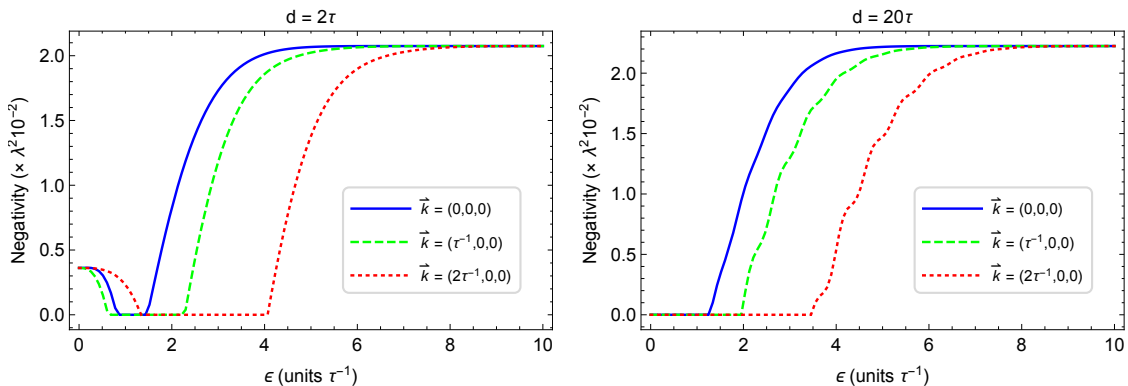 d = 2τ
Negativity (× λ²10⁻²)
2.0
1.5
1.0
0.5
0.0
k⃗ = (0,0,0)
k⃗ = (τ⁻¹,0,0)
k⃗ = (2τ⁻¹,0,0)
0 2 4 6 8 10
ϵ (units τ⁻¹)
d = 20τ
Negativity (× λ²10⁻²)
2.0
1.5
1.0
0.5
0.0
k⃗ = (0,0,0)
k⃗ = (τ⁻¹,0,0)
k⃗ = (2τ⁻¹,0,0)
0 2 4 6 8 10
ϵ (units τ⁻¹)